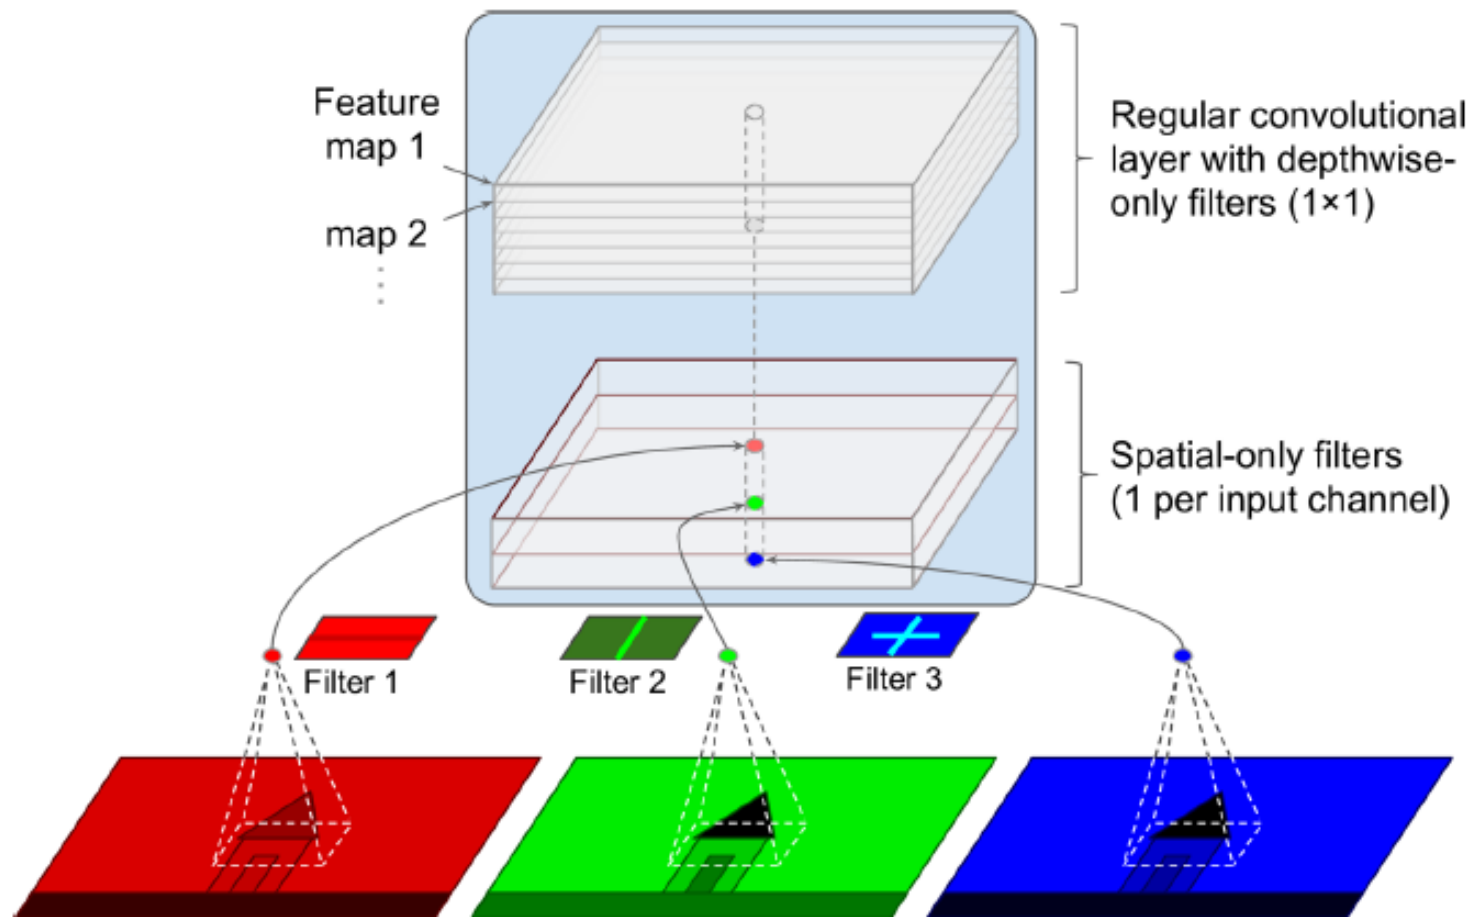 Feature
map 1
map 2
Regular convolutional
layer with depthwise-
only filters (1×1)
Spatial-only filters
(1 per input channel)
Filter 1
Filter 2
Filter 3